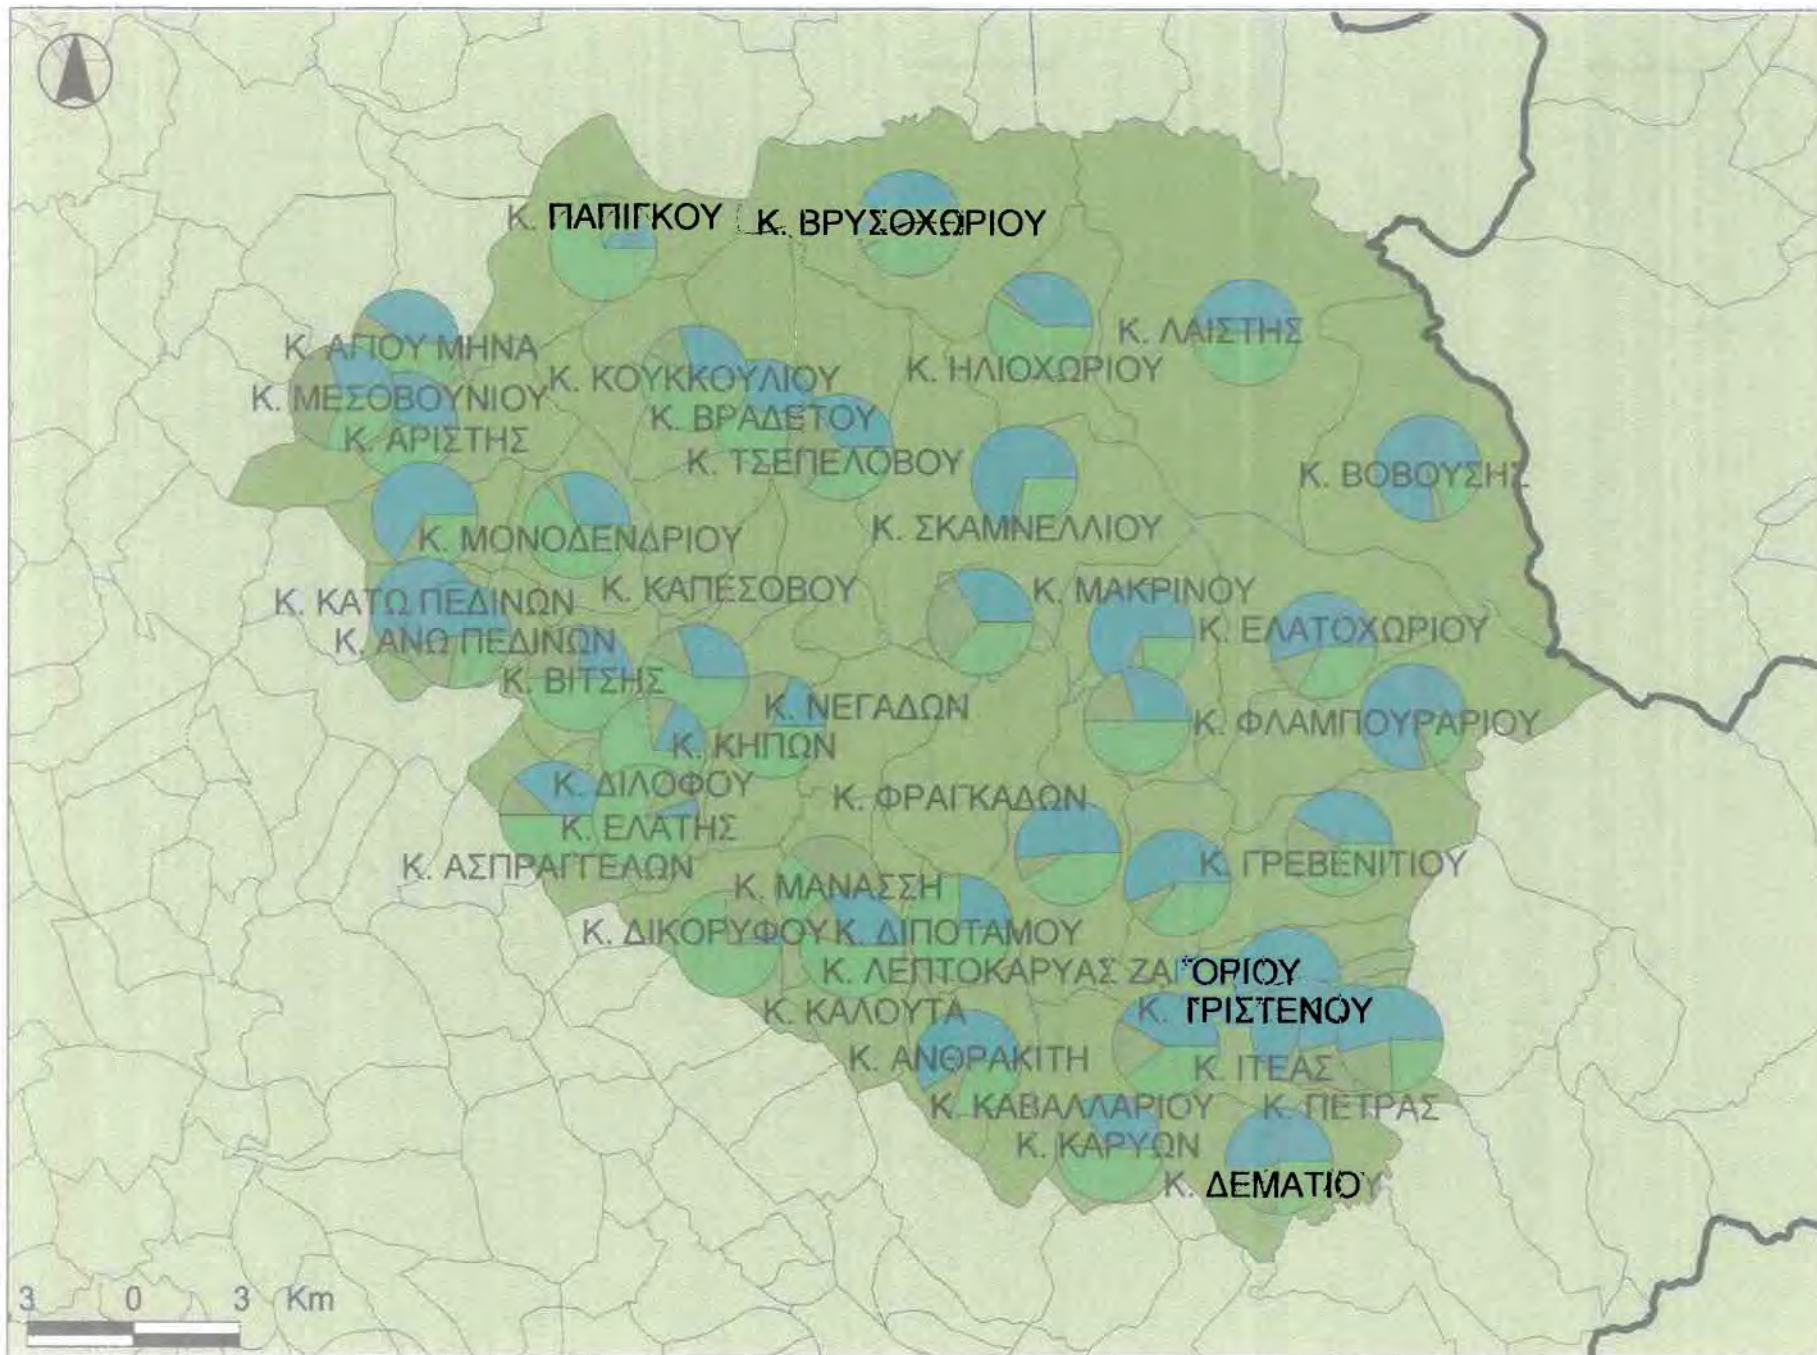 Κ. ΠΑΠΙΓΚΟΥ
Κ. ΒΡΥΣΟΧΩΡΙΟΥ
Κ. ΛΑΙΣΤΗΣ
Κ. ΑΓΙΟΥ ΜΗΝΑ
Κ. ΗΛΙΟΧΩΡΙΟΥ
Κ. ΚΟΥΚΚΟΥΛΙΟΥ
Κ. ΜΕΣΟΒΟΥΝΙΟΥ
Κ. ΒΡΑΔΕΤΟΥ
Κ. ΑΡΙΣΤΗΣ
Κ. ΤΣΕΠΕΛΟΒΟΥ
Κ. ΒΟΒΟΥΣΗΣ
Κ. ΣΚΑΜΝΕΛΛΙΟΥ
Κ. ΜΟΝΟΔΕΝΔΡΙΟΥ
Κ. ΚΑΠΕΣΟΒΟΥ
Κ. ΜΑΚΡΙΝΟΥ
Κ. ΚΑΤΩ ΠΕΔΙΝΩΝ
Κ. ΕΛΑΤΟΧΩΡΙΟΥ
Κ. ΑΝΩ ΠΕΔΙΝΩΝ
Κ. ΒΙΤΣΗΣ
Κ. ΝΕΓΑΔΩΝ
Κ. ΦΛΑΜΠΟΥΡΑΡΙΟΥ
Κ. ΚΗΠΩΝ
Κ. ΔΙΛΟΦΟΥ
Κ. ΦΡΑΓΚΑΔΩΝ
Κ. ΕΛΑΤΗΣ
Κ. ΑΣΠΡΑΓΓΕΛΩΝ
Κ. ΓΡΕΒΕΝΙΤΙΟΥ
Κ. ΜΑΝΑΣΣΗ
Κ. ΔΙΚΟΡΥΦΟΥ
Κ. ΔΙΠΟΤΑΜΟΥ
Κ. ΛΕΠΤΟΚΑΡΥΑΣ ΖΑΓΟΡΙΟΥ
Κ. ΚΑΛΟΥΤΑ
Κ. ΤΡΙΣΤΕΝΟΥ
Κ. ΑΝΘΡΑΚΙΤΗ
Κ. ΙΤΕΑΣ
Κ. ΚΑΒΑΛΛΑΡΙΟΥ
Κ. ΠΕΤΡΑΣ
Κ. ΚΑΡΥΩΝ
Κ. ΔΕΜΑΤΙΟΥ
3 0 3 Km